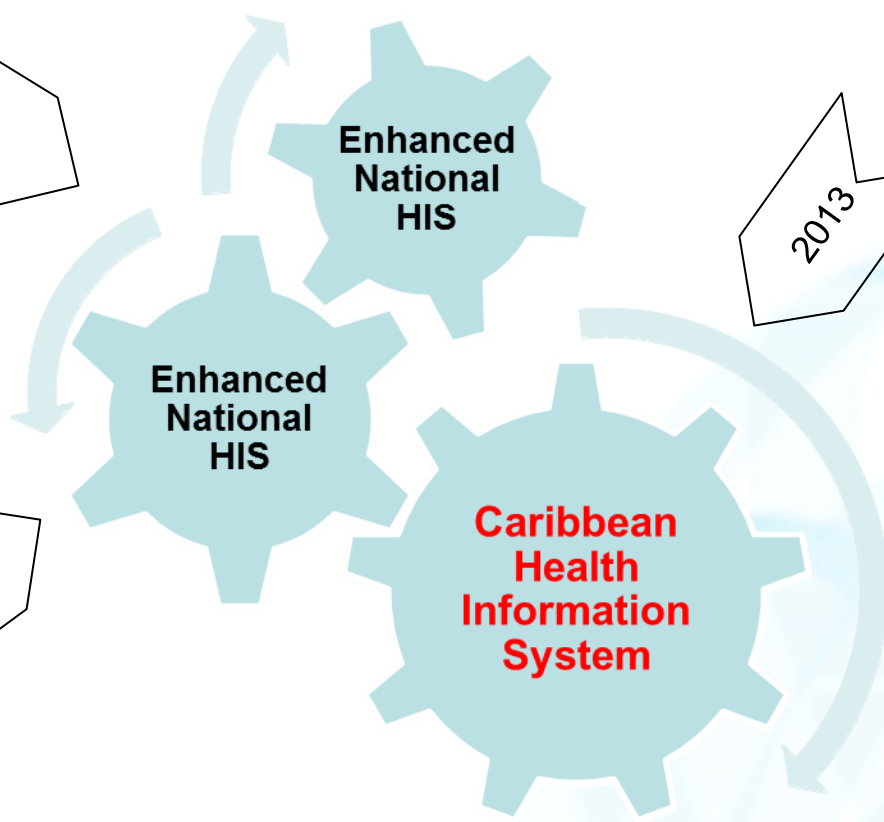 Enhanced
National
HIS
2013
Enhanced
National
HIS
Caribbean
Health
Information
System